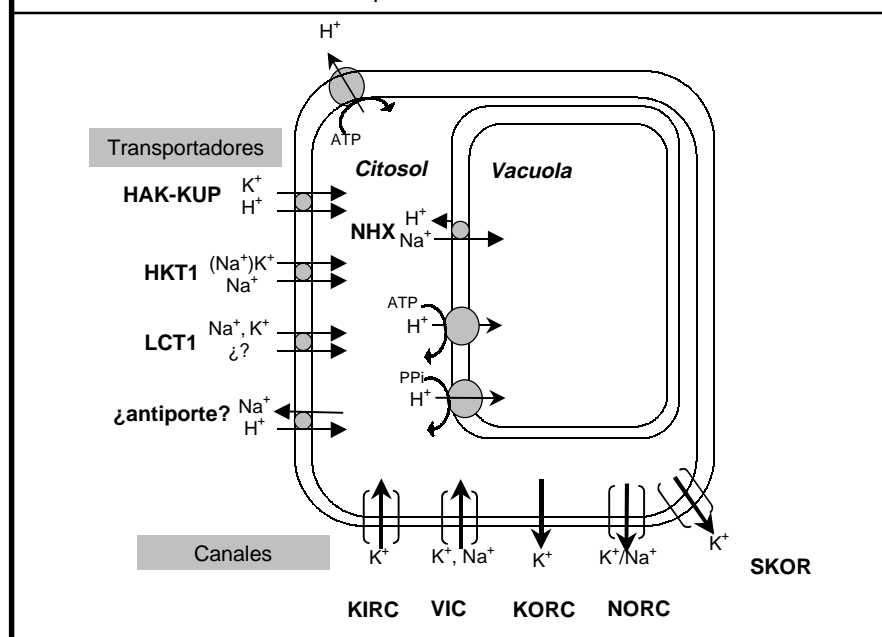 H⁺
ATP
Transportadores
Citosol
Vacuola
HAK-KUP K⁺
H⁺
NHX H⁺
Na⁺
HKT1 (Na⁺)K⁺
Na⁺
ATP
H⁺
LCT1 Na⁺, K⁺
¿?
PPi
H⁺
¿antiporte? Na⁺
H⁺
Canales
K⁺
K⁺, Na⁺
K⁺
K⁺/Na⁺
K⁺
SKOR
KIRC VIC KORC NORC